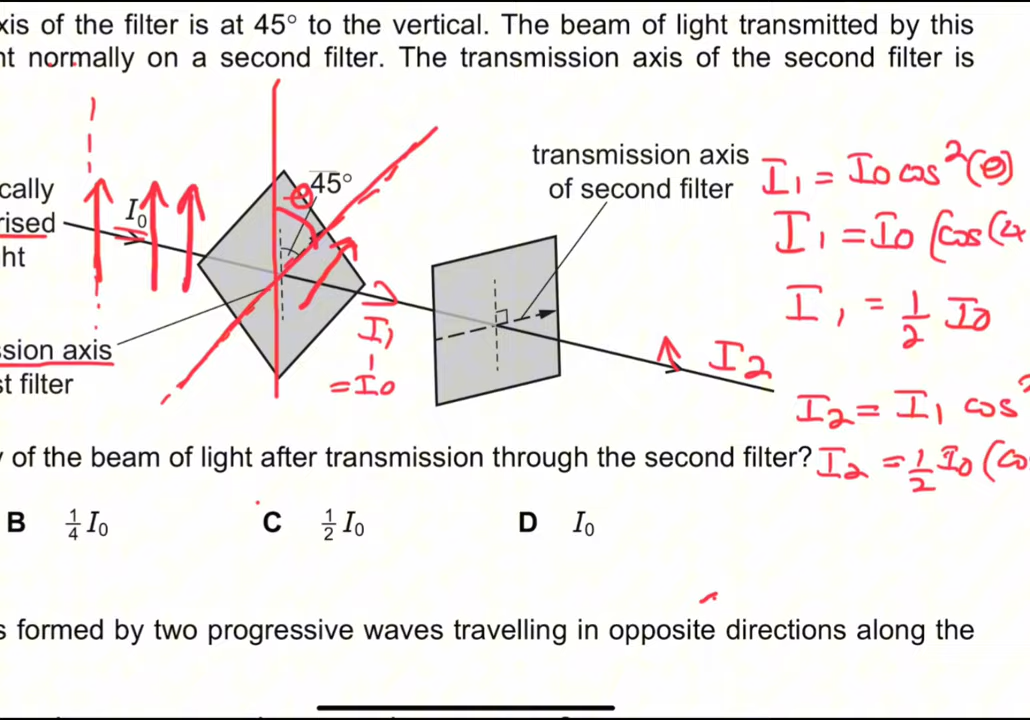 xis of the filter is at 45° to the vertical. The beam of light transmitted by this
nt normally on a second filter. The transmission axis of the second filter is
cally
rised
ht
I₀
θ
45°
transmission axis
of second filter
ssion axis
st filter
I₁
= I₀
I₂
I₁ = I₀ cos²(θ)
I₁ = I₀ (cos(4
I₁ = ½ I₀
I₂ = I₁ cos²
I₂ = ½ I₀ (co
y of the beam of light after transmission through the second filter?
B ¼ I₀ C ½ I₀ D I₀
s formed by two progressive waves travelling in opposite directions along the